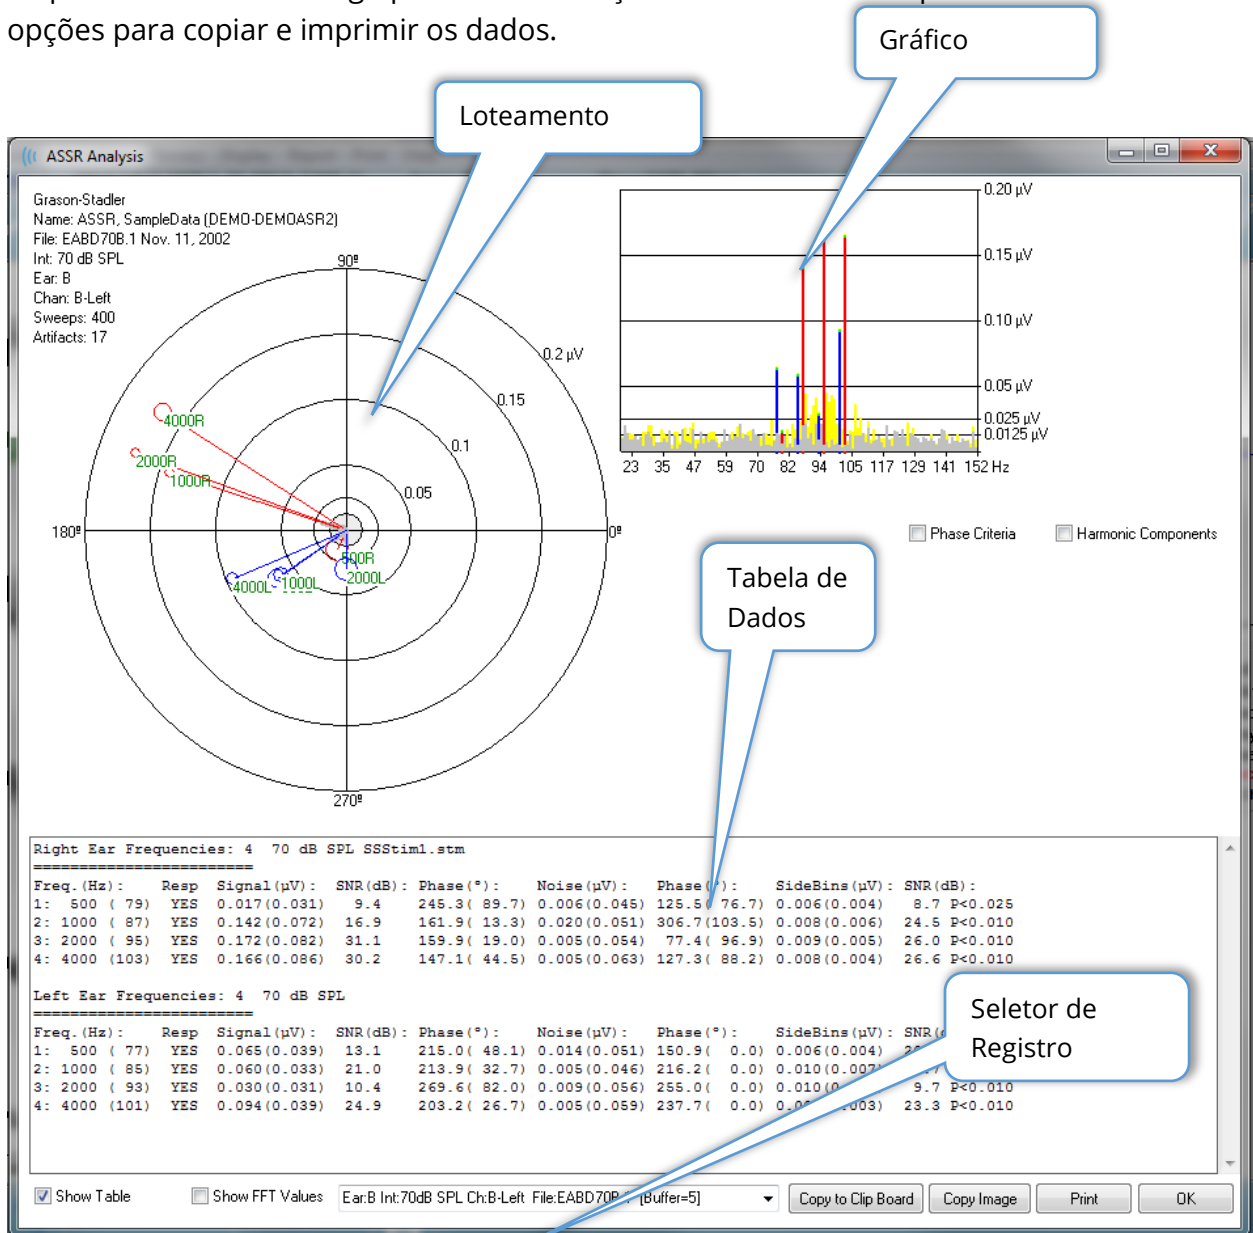 opções para copiar e imprimir os dados.
Gráfico
Loteamento
ASSR Analysis
Grason-Stadler
Name: ASSR, SampleData (DEMO-DEMOASR2)
File: EABD70B.1 Nov. 11, 2002
Int: 70 dB SPL
Ear: B
Chan: B-Left
Sweeps: 400
Artifacts: 17
90º
0.2 µV
0.15
0.1
0.05
180º
0º
270º
4000R
2000R
1000R
500R
4000L
1000L
2000L
0.20 µV
0.15 µV
0.10 µV
0.05 µV
0.025 µV
0.0125 µV
23 35 47 59 70 82 94 105 117 129 141 152 Hz
Phase Criteria Harmonic Components
Tabela de
Dados
Right Ear Frequencies: 4 70 dB SPL SSStim1.stm
=========================
Freq.(Hz): Resp Signal(µV): SNR(dB): Phase(°): Noise(µV): Phase(°): SideBins(µV): SNR(dB):
1: 500 ( 79) YES 0.017(0.031) 9.4 245.3( 89.7) 0.006(0.045) 125.5( 76.7) 0.006(0.004) 8.7 P<0.025
2: 1000 ( 87) YES 0.142(0.072) 16.9 161.9( 13.3) 0.020(0.051) 306.7(103.5) 0.008(0.006) 24.5 P<0.010
3: 2000 ( 95) YES 0.172(0.082) 31.1 159.9( 19.0) 0.005(0.054) 77.4( 96.9) 0.009(0.005) 26.0 P<0.010
4: 4000 (103) YES 0.166(0.086) 30.2 147.1( 44.5) 0.005(0.063) 127.3( 88.2) 0.008(0.004) 26.6 P<0.010
Left Ear Frequencies: 4 70 dB SPL
=========================
Freq.(Hz): Resp Signal(µV): SNR(dB): Phase(°): Noise(µV): Phase(°): SideBins(µV):
1: 500 ( 77) YES 0.065(0.039) 13.1 215.0( 48.1) 0.014(0.051) 150.9( 0.0) 0.006(0.004)
2: 1000 ( 85) YES 0.060(0.033) 21.0 213.9( 32.7) 0.005(0.046) 216.2( 0.0) 0.010(0.007)
3: 2000 ( 93) YES 0.030(0.031) 10.4 269.6( 82.0) 0.009(0.056) 255.0( 0.0) 9.7 P<0.010
4: 4000 (101) YES 0.094(0.039) 24.9 203.2( 26.7) 0.005(0.059) 237.7( 0.0) 23.3 P<0.010
Seletor de
Registro
Show Table Show FFT Values Ear:B Int:70dB SPL Ch:B-Left [Buffer=5] Copy to Clip Board Copy Image Print OK